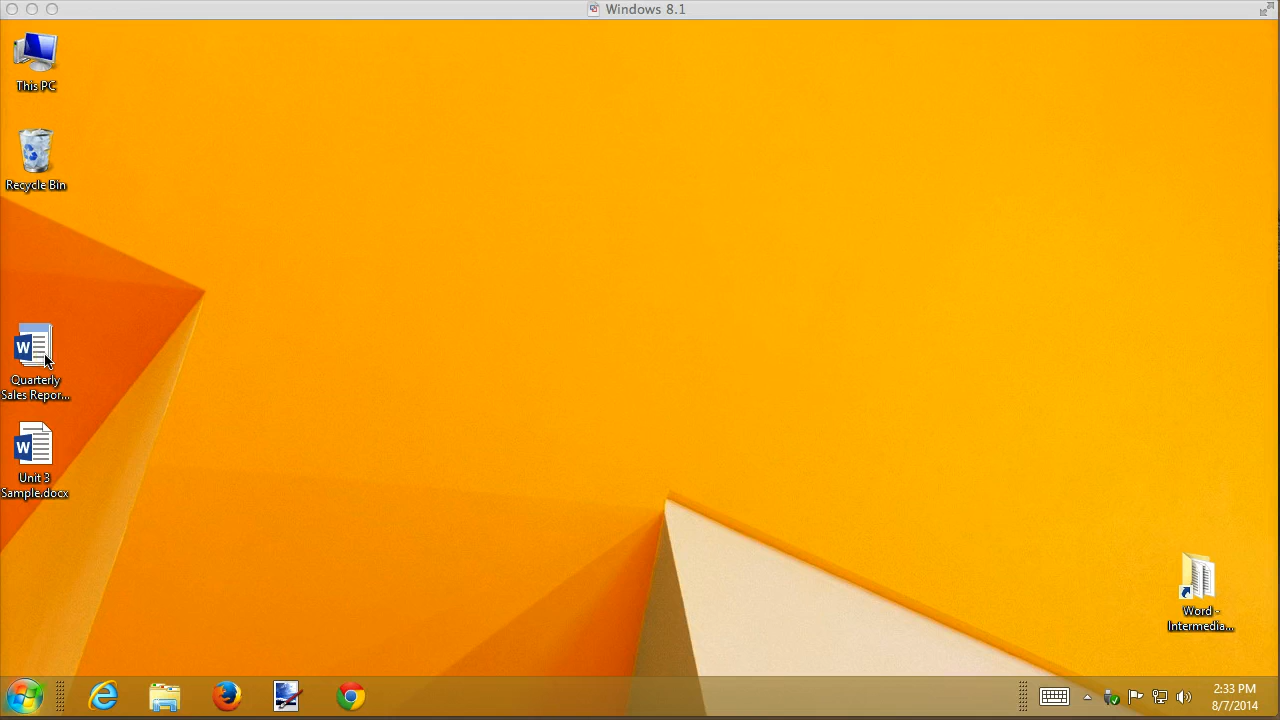 Windows 8.1
This PC
Recycle Bin
W
Quarterly
Sales Repor...
W
Unit 3
Sample.docx
Word -
Intermedia...
2:33 PM
8/7/2014